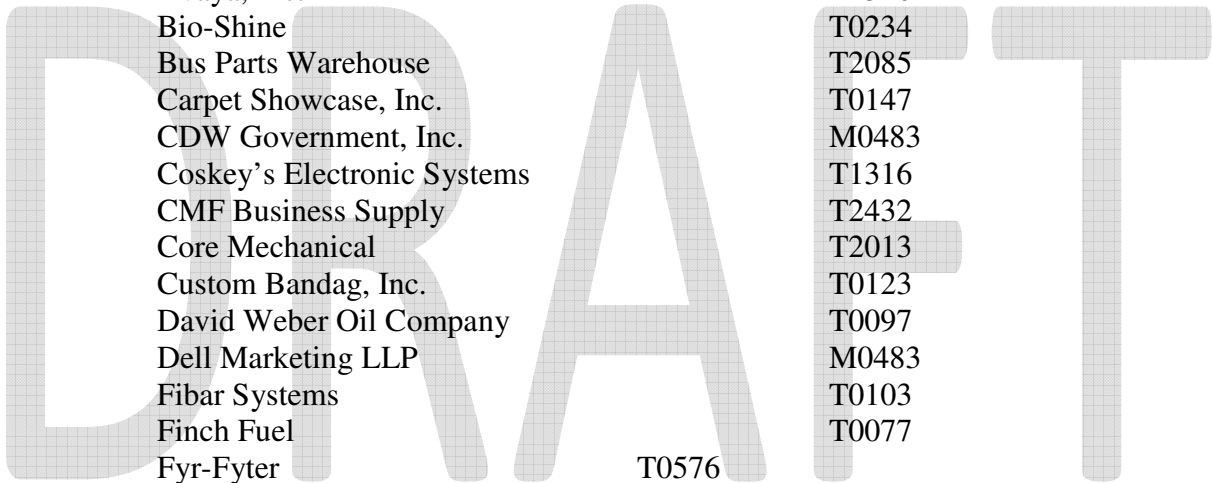 Bio-Shine T0234
Bus Parts Warehouse T2085
Carpet Showcase, Inc. T0147
CDW Government, Inc. M0483
Coskey’s Electronic Systems T1316
CMF Business Supply T2432
Core Mechanical T2013
Custom Bandag, Inc. T0123
David Weber Oil Company T0097
Dell Marketing LLP M0483
Fibar Systems T0103
Finch Fuel T0077
Fyr-Fyter T0576
DRAFT